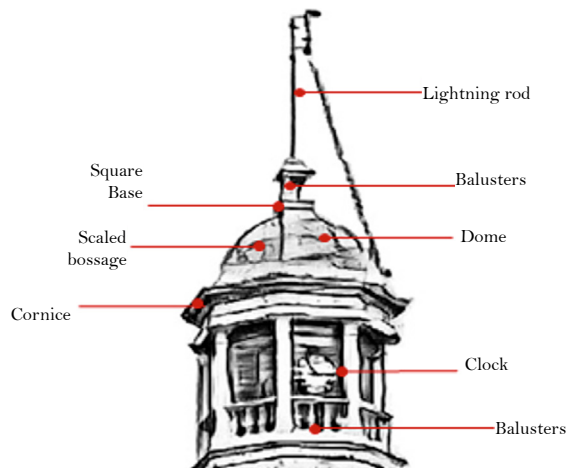 Lightning rod
Square
Base
Balusters
Scaled
bossage
Dome
Cornice
Clock
Balusters